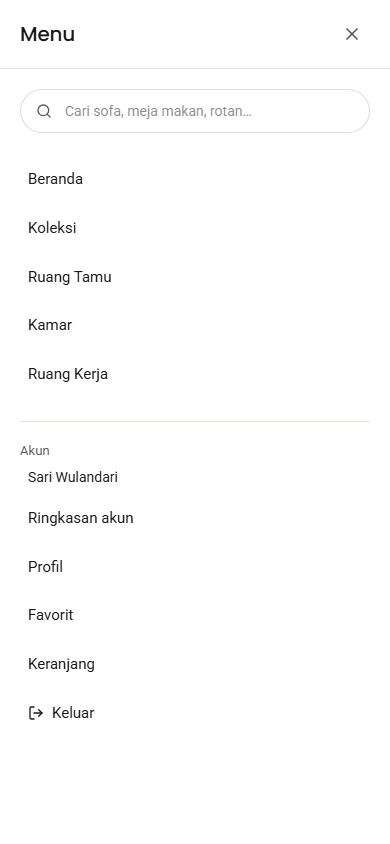 Menu
Cari sofa, meja makan, rotan…
Beranda
Koleksi
Ruang Tamu
Kamar
Ruang Kerja
Akun
Sari Wulandari
Ringkasan akun
Profil
Favorit
Keranjang
Keluar